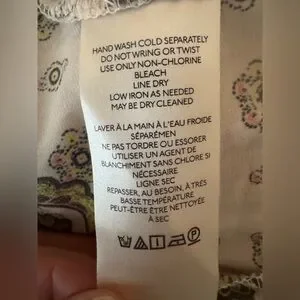 HAND WASH COLD SEPARATELY
DO NOT WRING OR TWIST
USE ONLY NON-CHLORINE
BLEACH
LINE DRY
LOW IRON AS NEEDED
MAY BE DRY CLEANED
LAVER À LA MAIN À L'EAU FROIDE
SÉPARÉMEN
NE PAS TORDRE OU ESSORER
UTILISER UN AGENT DE
BLANCHIMENT SANS CHLORE SI
NÉCESSAIRE
LIGNE SEC
REPASSER, AU BESOIN, À TRÉS
BASSE TEMPÉRATURE
PEUT-ÊTRE ÊTRE NETTOYÉE
À SEC